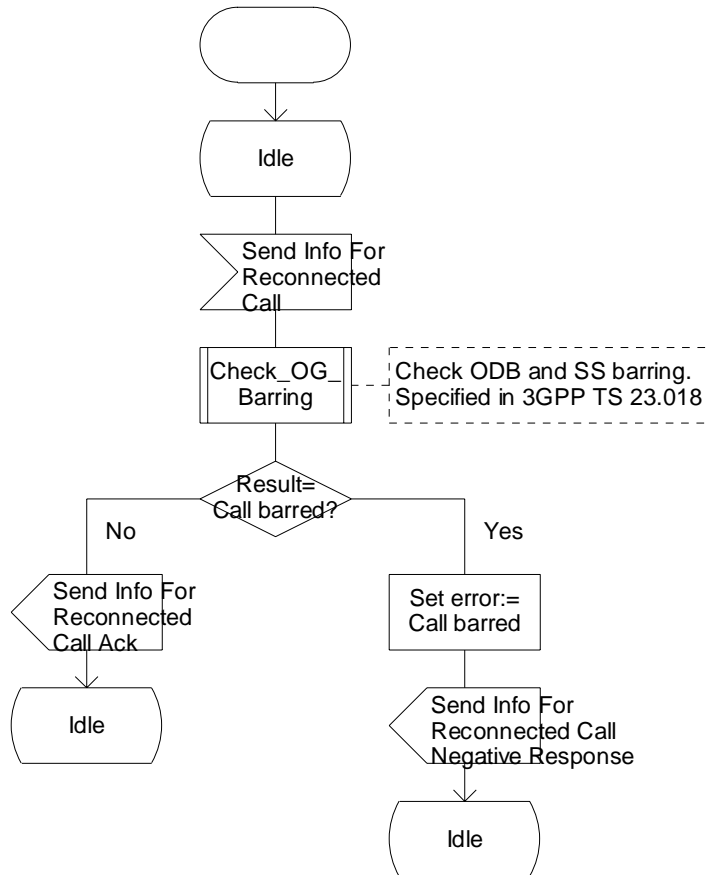 Idle
Send Info For
Reconnected
Call
Check_OG_
Barring
Check ODB and SS barring.
Specified in 3GPP TS 23.018
Result=
Call barred?
No
Yes
Send Info For
Reconnected
Call Ack
Set error:=
Call barred
Idle
Send Info For
Reconnected Call
Negative Response
Idle